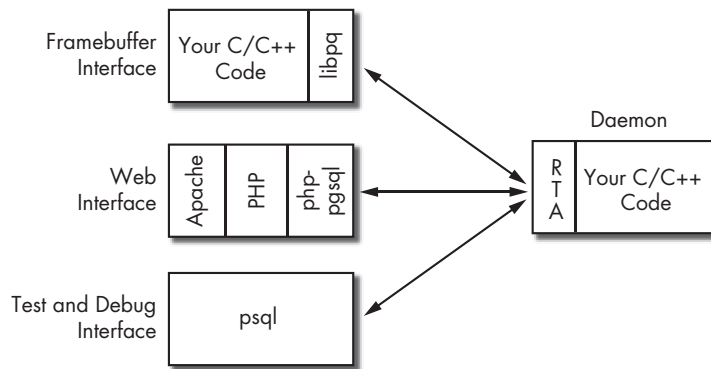 Framebuffer
Interface
Your C/C++
Code
libpq
Web
Interface
Apache
PHP
php-
pgsql
Test and Debug
Interface
psql
Daemon
R
T
A
Your C/C++
Code